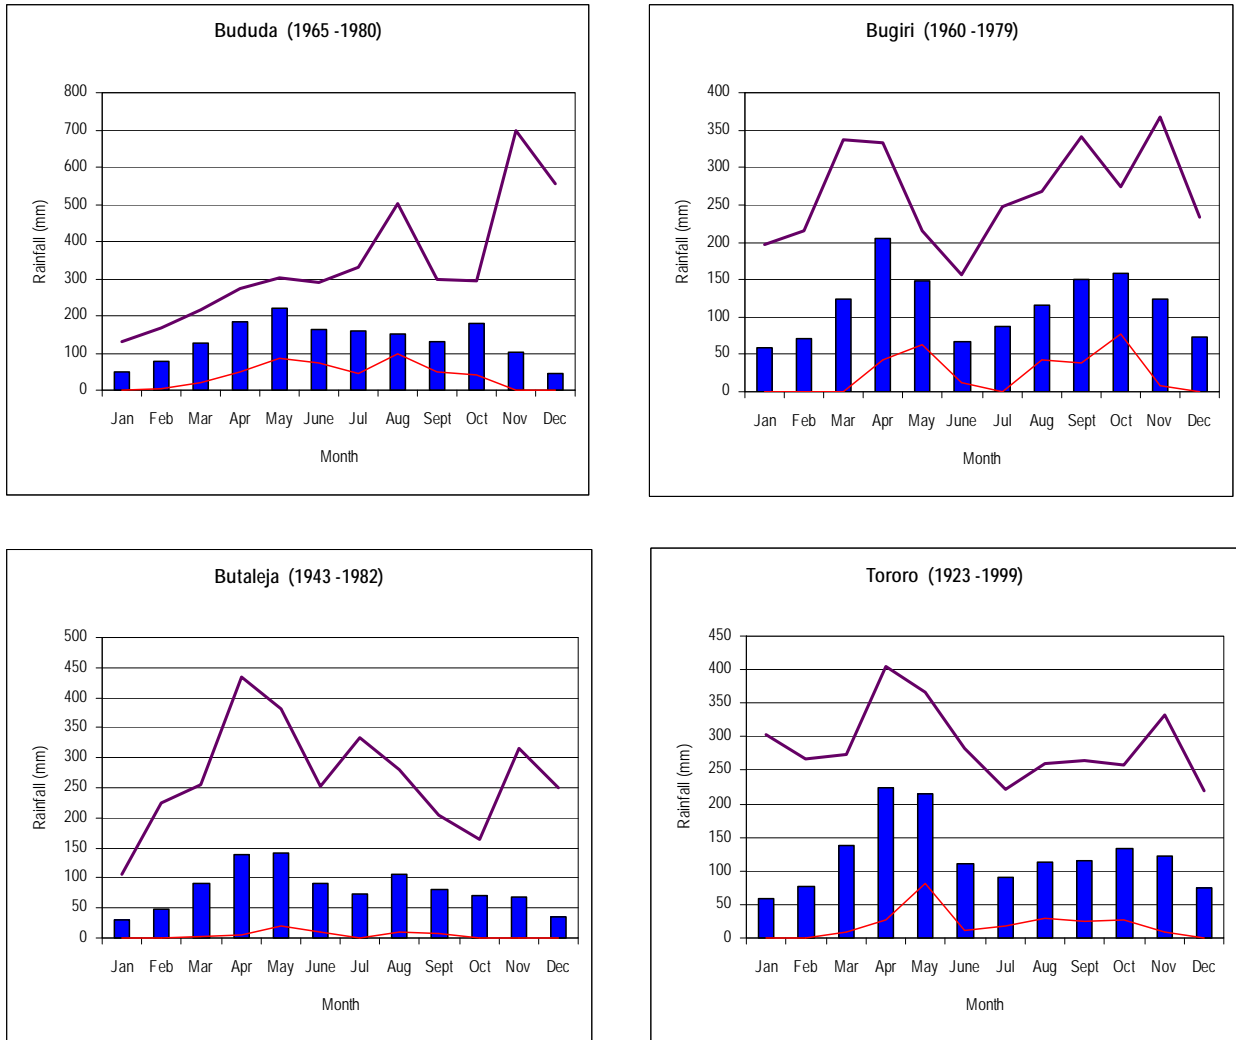 Bududa (1965 -1980)
800
700
600
500
400
300
200
100
0
Rainfall (mm)
Jan Feb Mar Apr May June Jul Aug Sept Oct Nov Dec
Month
Bugiri (1960 -1979)
400
350
300
250
200
150
100
50
0
Rainfall (mm)
Jan Feb Mar Apr May June Jul Aug Sept Oct Nov Dec
Month
Butaleja (1943 -1982)
500
450
400
350
300
250
200
150
100
50
0
Rainfall (mm)
Jan Feb Mar Apr May June Jul Aug Sept Oct Nov Dec
Month
Tororo (1923 -1999)
450
400
350
300
250
200
150
100
50
0
Rainfall (mm)
Jan Feb Mar Apr May June Jul Aug Sept Oct Nov Dec
Month